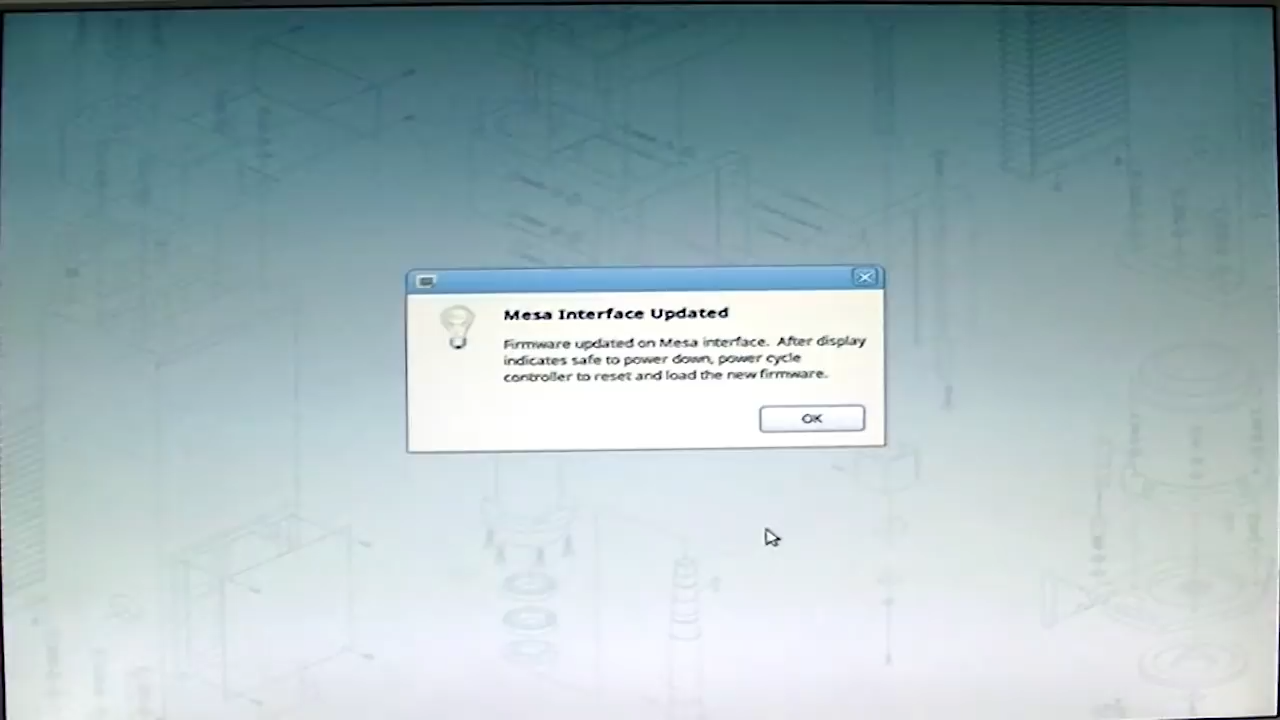 Mesa Interface Updated
Firmware updated on Mesa interface. After display
indicates safe to power down, power cycle
controller to reset and load the new firmware.
OK